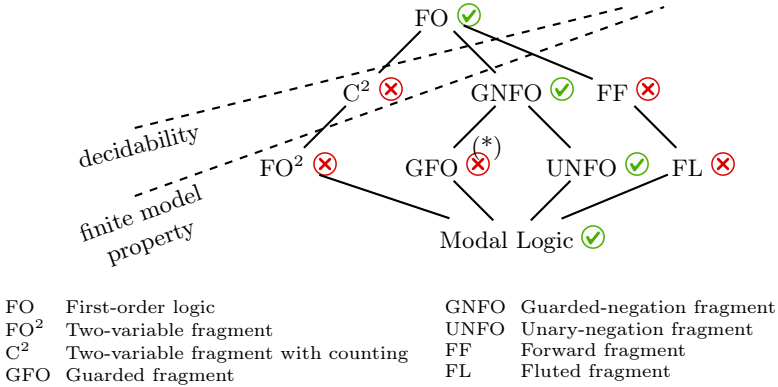 FO
C² GNFO FF
decidability
(*)
FO² GFO UNFO FL
finite model
property
Modal Logic
FO First-order logic
FO² Two-variable fragment
C² Two-variable fragment with counting
GFO Guarded fragment
GNFO Guarded-negation fragment
UNFO Unary-negation fragment
FF Forward fragment
FL Fluted fragment